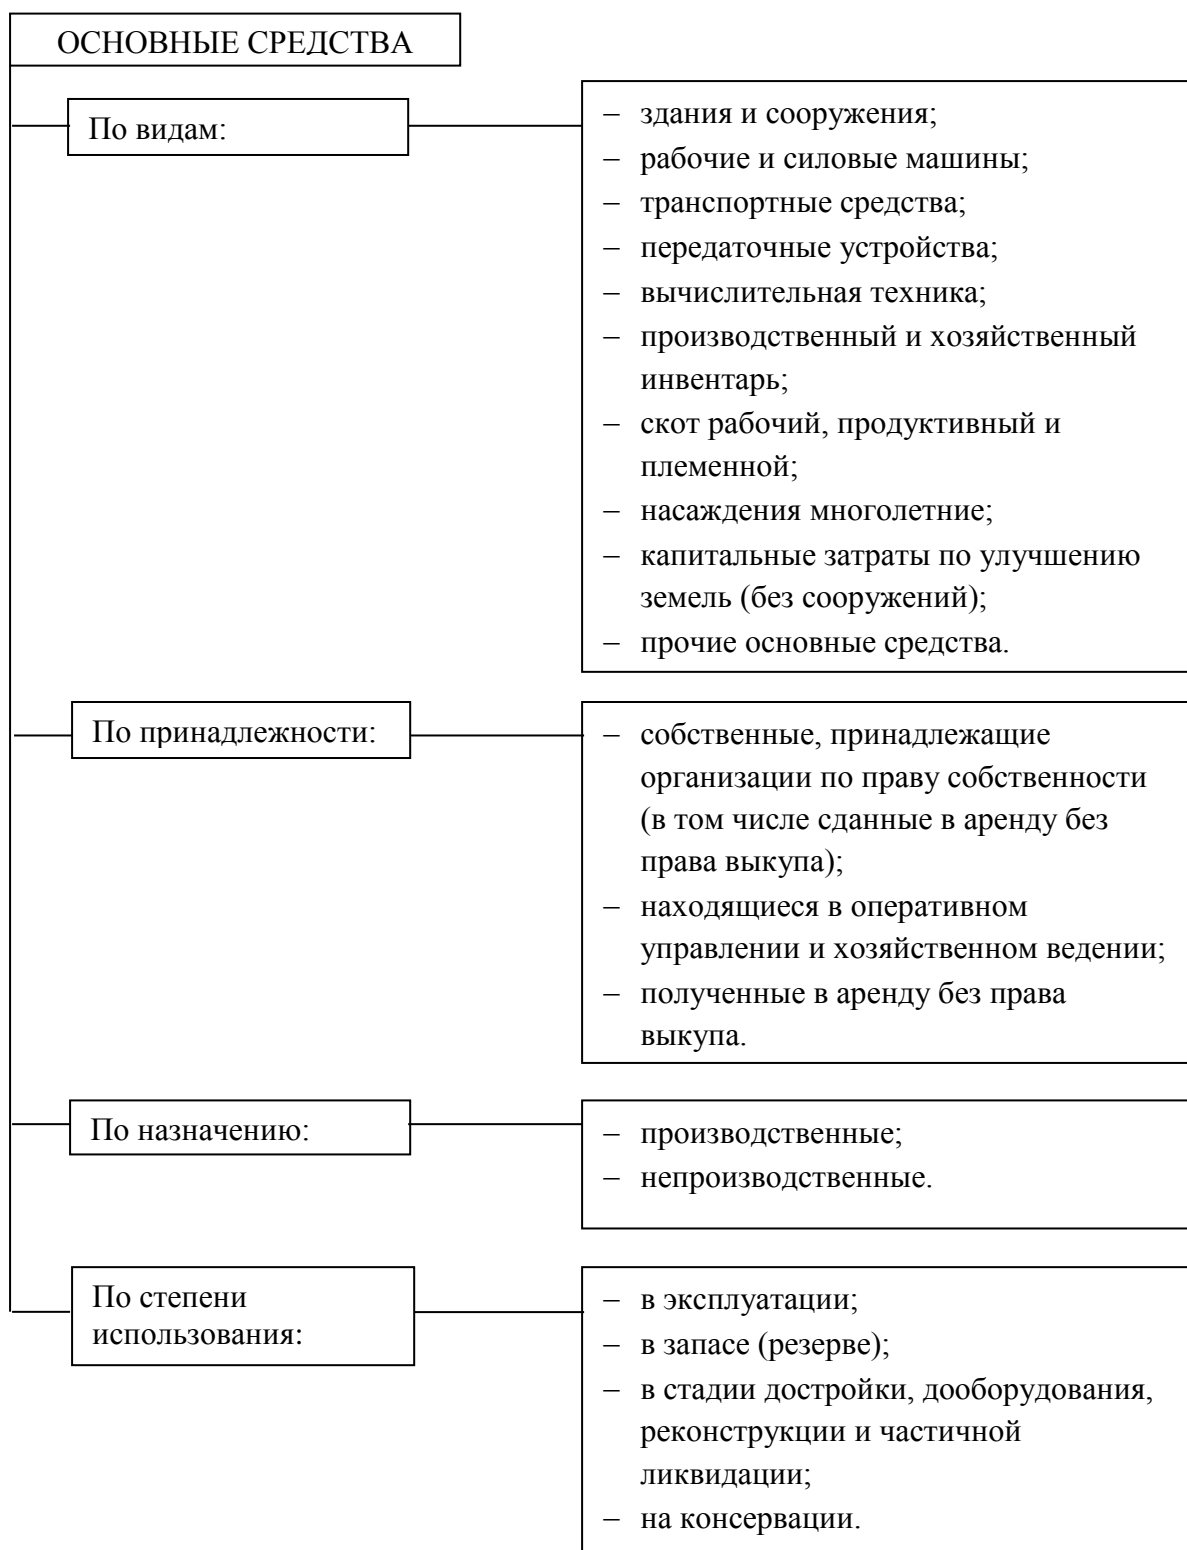 ОСНОВНЫЕ СРЕДСТВА
По видам:
– здания и сооружения;
– рабочие и силовые машины;
– транспортные средства;
– передаточные устройства;
– вычислительная техника;
– производственный и хозяйственный
инвентарь;
– скот рабочий, продуктивный и
племенной;
– насаждения многолетние;
– капитальные затраты по улучшению
земель (без сооружений);
– прочие основные средства.
По принадлежности:
– собственные, принадлежащие
организации по праву собственности
(в том числе сданные в аренду без
права выкупа);
– находящиеся в оперативном
управлении и хозяйственном ведении;
– полученные в аренду без права
выкупа.
По назначению:
– производственные;
– непроизводственные.
По степени
использования:
– в эксплуатации;
– в запасе (резерве);
– в стадии достройки, дооборудования,
реконструкции и частичной
ликвидации;
– на консервации.